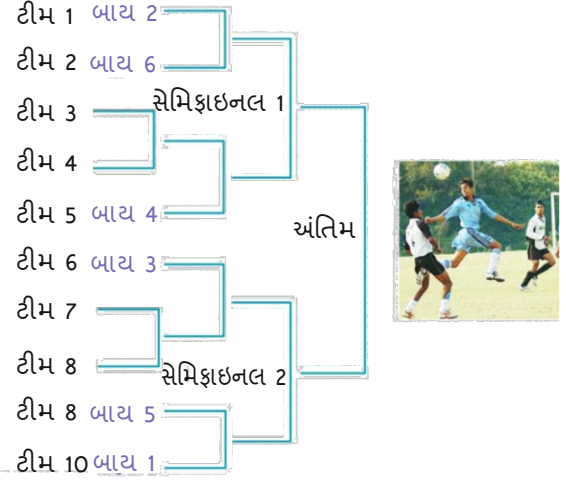 ટીમ 1 બાય 2
ટીમ 2 બાય 6
સેમિફાઇનલ 1
ટીમ 3
ટીમ 4
ટીમ 5 બાય 4
અંતિમ
ટીમ 6 બાય 3
ટીમ 7
ટીમ 8
સેમિફાઇનલ 2
ટીમ 8 બાય 5
ટીમ 10 બાય 1